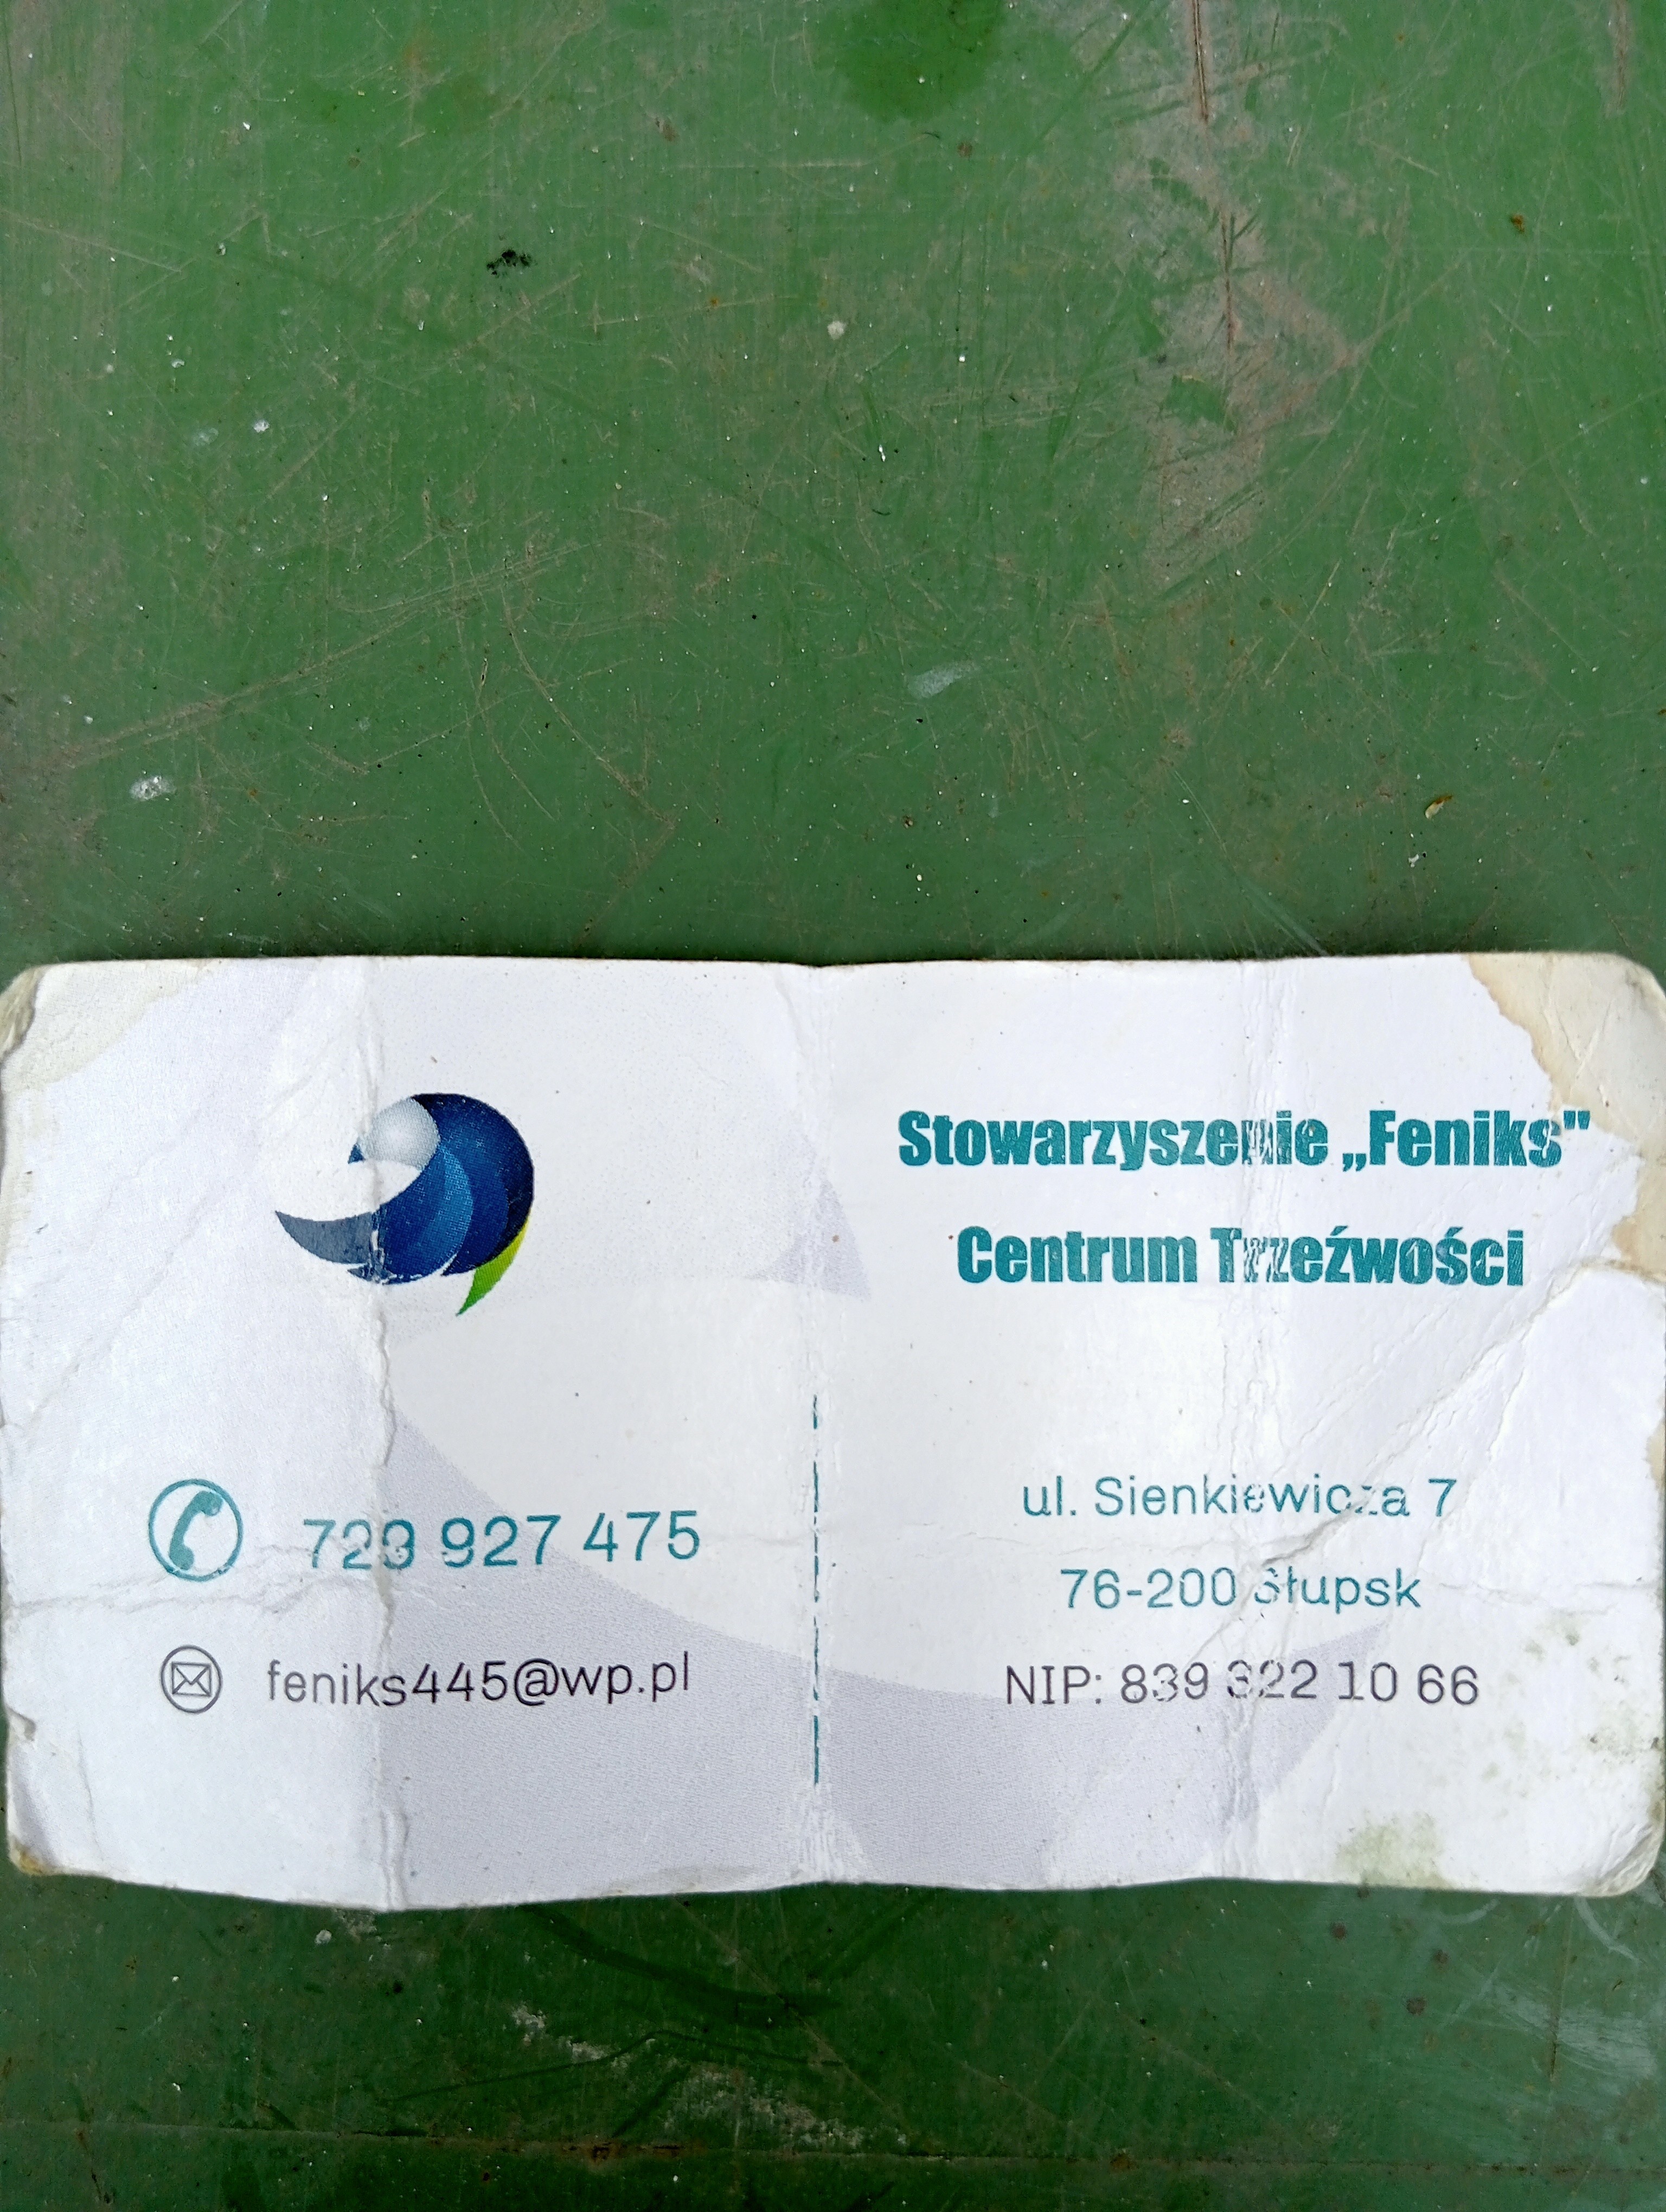 Stowarzyszenie „Feniks"
Centrum Trzeźwości
927 475
feniks445@wp.pl
ul. Sienkiewicza 7
76-200 Słupsk
NIP: 839 322 10 66